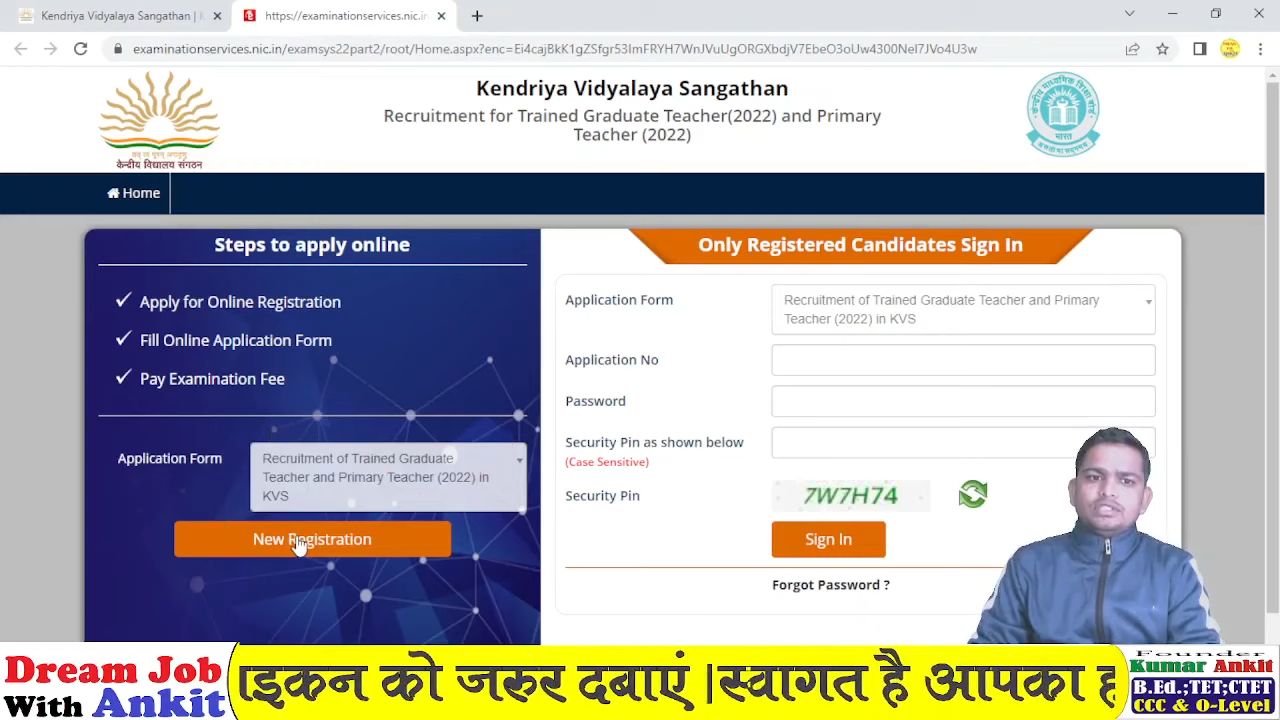 Kendriya Vidyalaya Sangathan |
https://examinationservices.nic.in
examinationservices.nic.in/examsys22part2/root/Home.aspx?enc=Ei4cajBkK1gZSfgr53ImFRYH7WnJVuUgORGXbdjV7EbeO3oUw4300Nel7JVo4U3w
Kendriya Vidyalaya Sangathan
Recruitment for Trained Graduate Teacher(2022) and Primary
Teacher (2022)
केन्द्रीय विद्यालय संगठन
भारत
Home
Steps to apply online
✓ Apply for Online Registration
✓ Fill Online Application Form
✓ Pay Examination Fee
Application Form
Recruitment of Trained Graduate
Teacher and Primary Teacher (2022) in
KVS
New Registration
Only Registered Candidates Sign In
Application Form
Recruitment of Trained Graduate Teacher and Primary
Teacher (2022) in KVS
Application No
Password
Security Pin as shown below
(Case Sensitive)
Security Pin
7W7H74
Sign In
Forgot Password ?
Dream Job
With Ankit
इकन को जरुर दबाएं |स्वागत है आपका ह
Founder
Kumar Ankit
B.Ed.;TET;CTET
CCC & O-Level